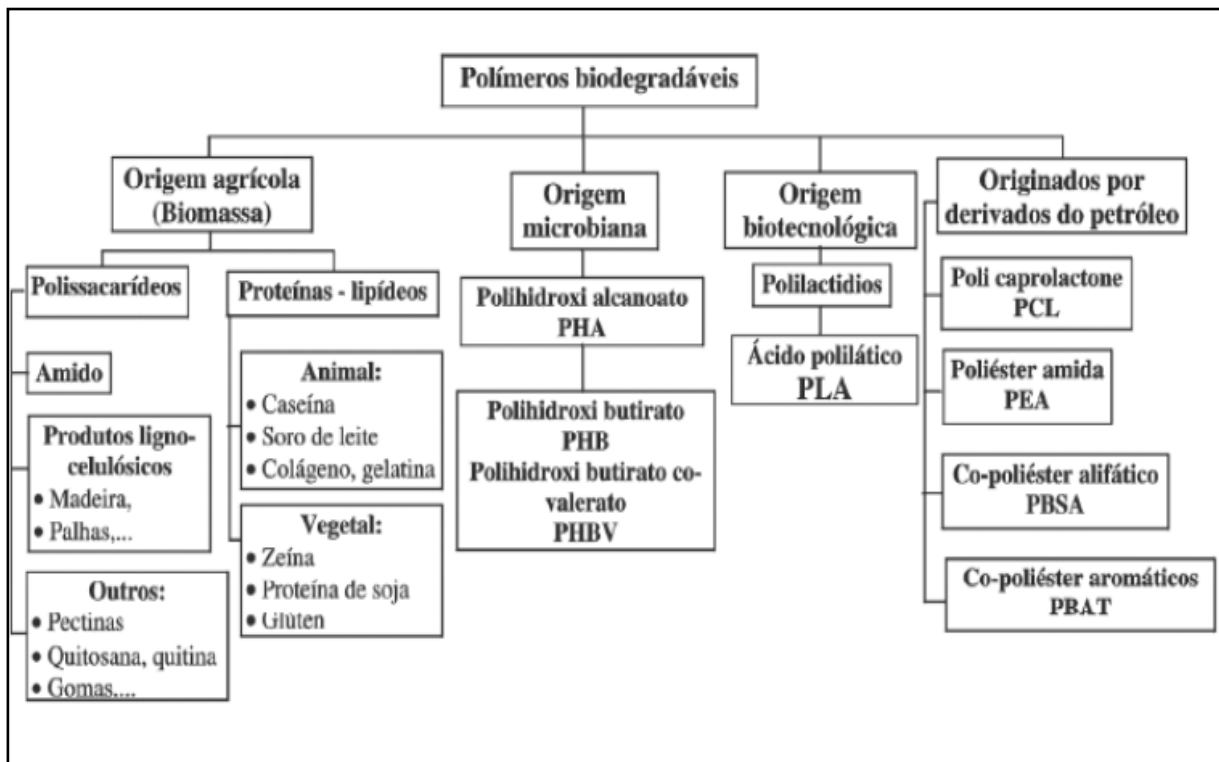 Polímeros biodegradáveis
Origem agrícola
(Biomassa)
Polissacarídeos
Amido
Produtos ligno-
celulósicos
• Madeira,
• Palhas,...
Outros:
• Pectinas
• Quitosana, quitina
• Gomas,...
Proteínas - lipídeos
Animal:
• Caseína
• Soro de leite
• Colágeno, gelatina
Vegetal:
• Zeína
• Proteína de soja
• Glúten
Origem
microbiana
Polihidroxi alcanoato
PHA
Polihidroxi butirato
PHB
Polihidroxi butirato co-
valerato
PHBV
Origem
biotecnológica
Polilactidios
Ácido polilático
PLA
Originados por
derivados do petróleo
Poli caprolactone
PCL
Poliéster amida
PEA
Co-poliéster alifático
PBSA
Co-poliéster aromáticos
PBAT